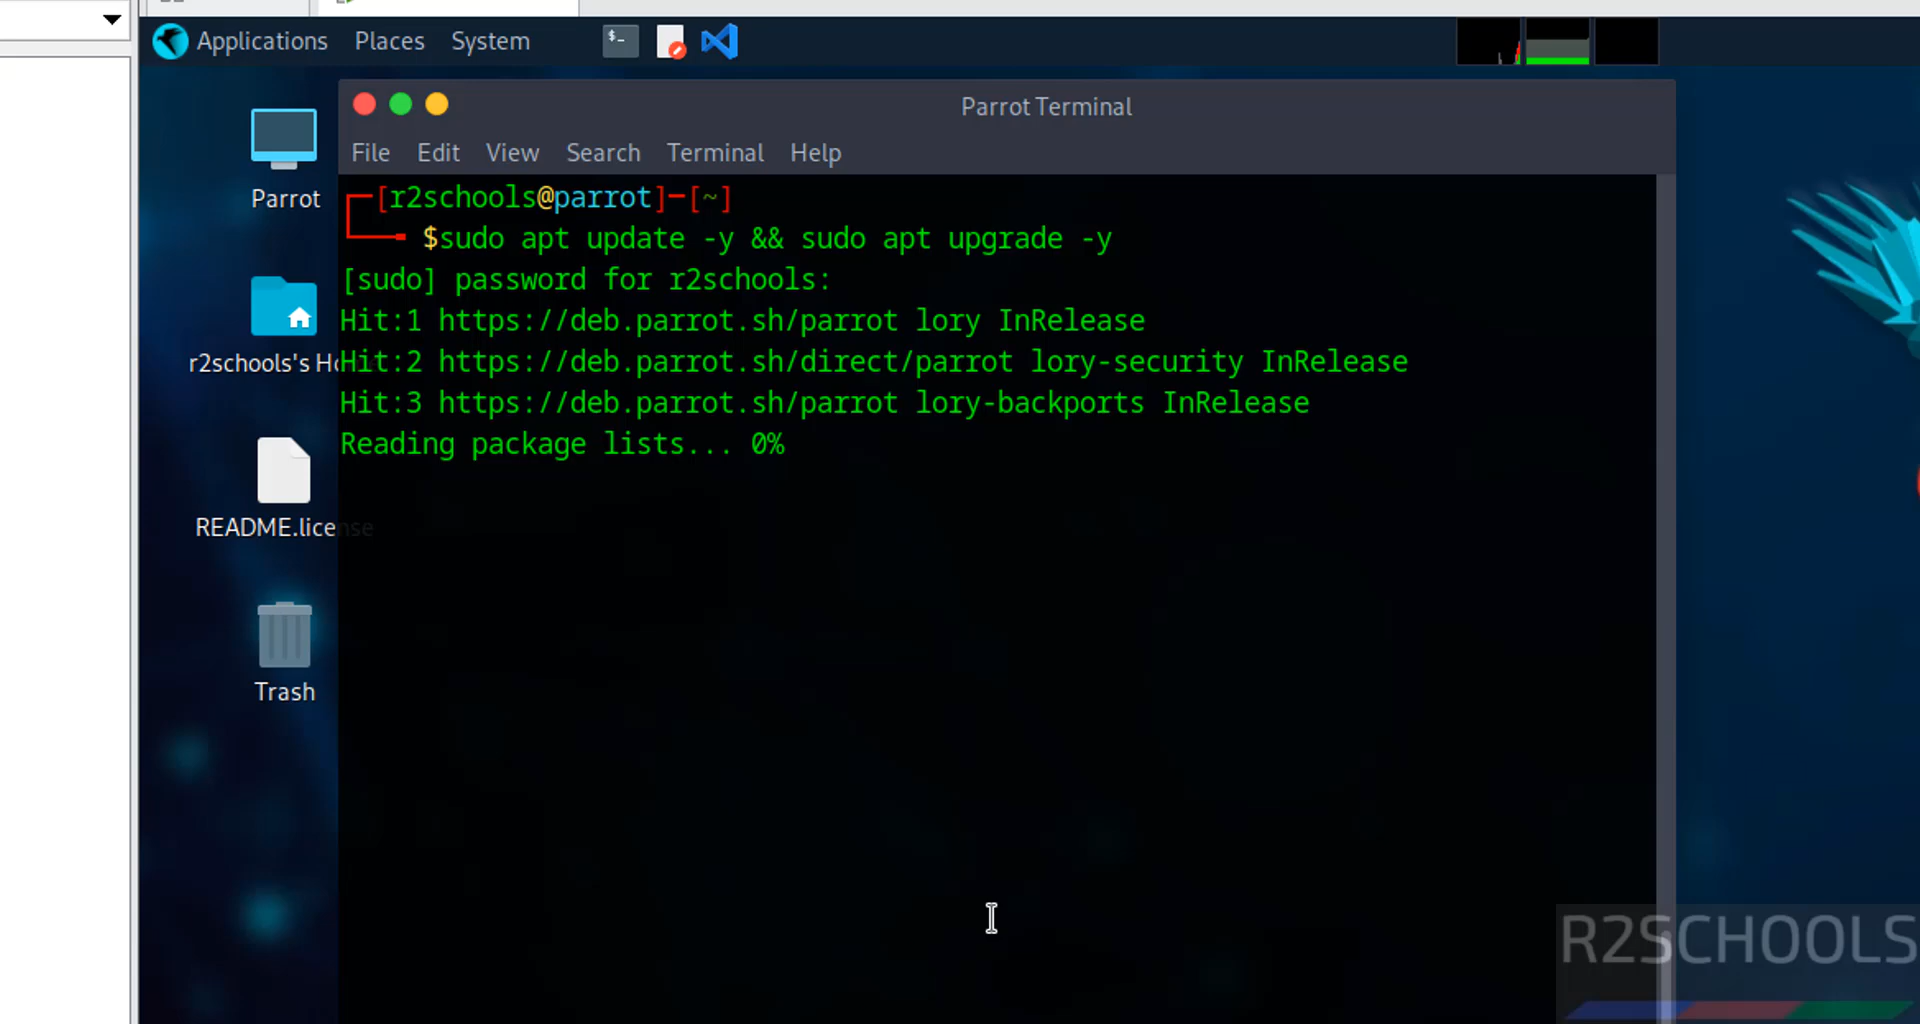 Applications Places System
Parrot Terminal
File Edit View Search Terminal Help
[r2schools@parrot]─[~]
$sudo apt update -y && sudo apt upgrade -y
[sudo] password for r2schools:
Hit:1 https://deb.parrot.sh/parrot lory InRelease
Hit:2 https://deb.parrot.sh/direct/parrot lory-security InRelease
Hit:3 https://deb.parrot.sh/parrot lory-backports InRelease
Reading package lists... 0%
Parrot
r2schools's Ho
README.license
Trash
R2SCHOOLS